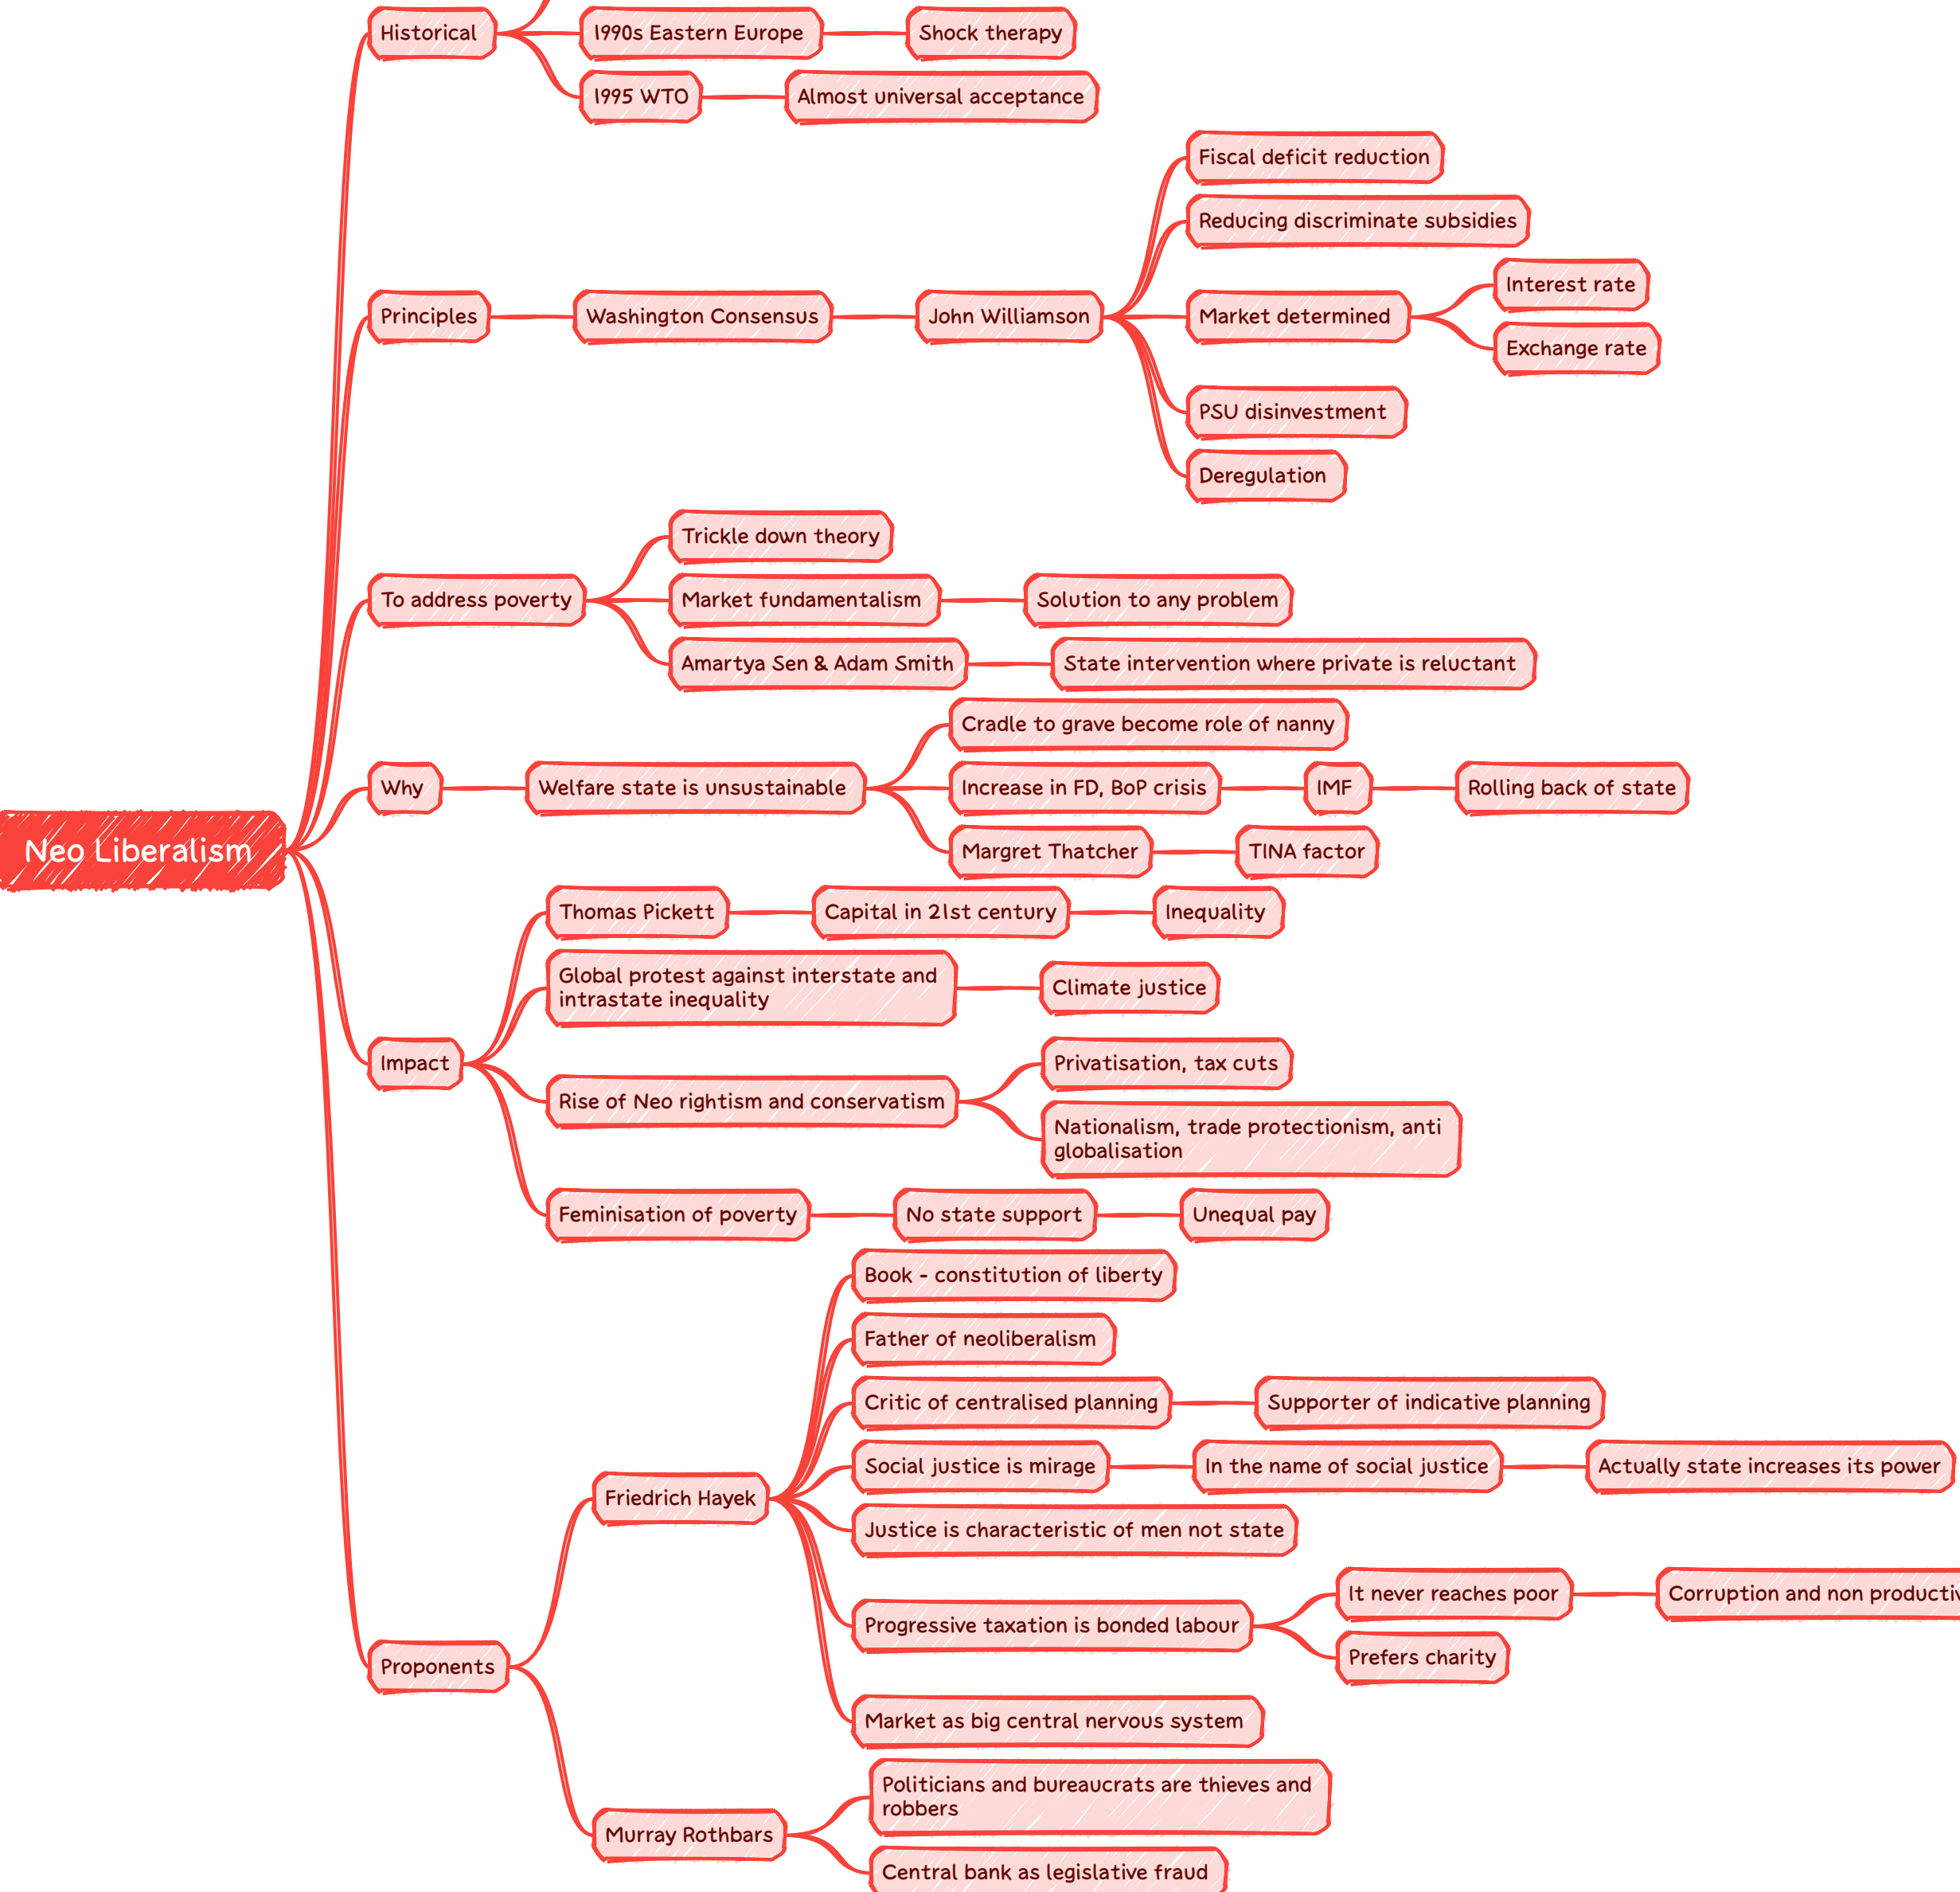 Historical
1990s Eastern Europe
Shock therapy
1995 WTO
Almost universal acceptance
Principles
Washington Consensus
John Williamson
Fiscal deficit reduction
Reducing discriminate subsidies
Market determined
Interest rate
Exchange rate
PSU disinvestment
Deregulation
To address poverty
Trickle down theory
Market fundamentalism
Solution to any problem
Amartya Sen & Adam Smith
State intervention where private is reluctant
Why
Welfare state is unsustainable
Cradle to grave become role of nanny
Increase in FD, BoP crisis
IMF
Rolling back of state
Margret Thatcher
TINA factor
Neo Liberalism
Impact
Thomas Pickett
Capital in 21st century
Inequality
Global protest against interstate and
intrastate inequality
Climate justice
Rise of Neo rightism and conservatism
Privatisation, tax cuts
Nationalism, trade protectionism, anti
globalisation
Feminisation of poverty
No state support
Unequal pay
Proponents
Friedrich Hayek
Book - constitution of liberty
Father of neoliberalism
Critic of centralised planning
Supporter of indicative planning
Social justice is mirage
In the name of social justice
Actually state increases its power
Justice is characteristic of men not state
Progressive taxation is bonded labour
It never reaches poor
Corruption and non productiv
Prefers charity
Market as big central nervous system
Murray Rothbars
Politicians and bureaucrats are thieves and
robbers
Central bank as legislative fraud